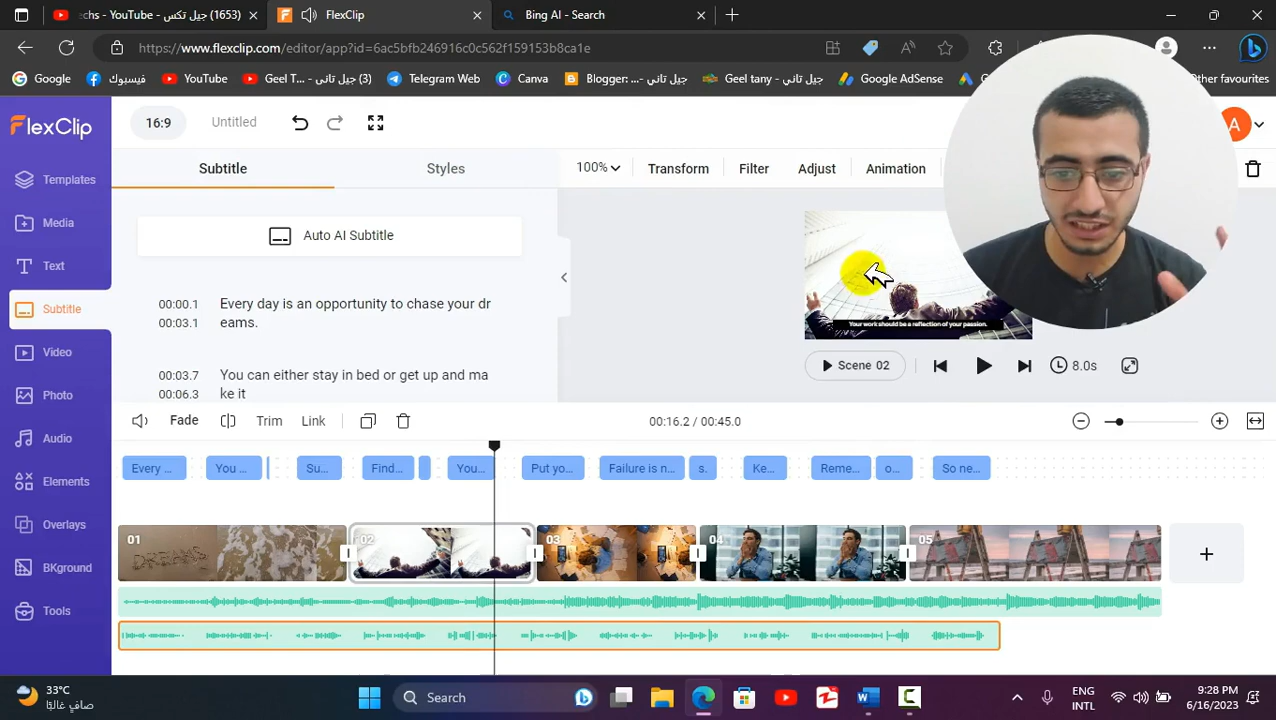 (1653) جيل تكس - YouTube - echs
FlexClip
Bing AI - Search
https://www.flexclip.com/editor/app?id=6ac5bfb246916c0c562f159153b8ca1e
Google
فيسبوك
YouTube
Geel T... - جيل تاني (3)
Telegram Web
Canva
Blogger: ...- جيل تاني
Geel tany - جيل تاني
Google AdSense
Other favourites
FlexClip
16:9
Untitled
A
Templates
Media
Text
Subtitle
Video
Photo
Audio
Elements
Overlays
BKground
Tools
Subtitle
Styles
100%
Transform
Filter
Adjust
Animation
Auto AI Subtitle
00:00.1
00:03.1
Every day is an opportunity to chase your dr
eams.
00:03.7
00:06.3
You can either stay in bed or get up and ma
ke it
Your work should be a reflection of your passion.
Scene 02
8.0s
Fade
Trim
Link
00:16.2 / 00:45.0
Every ...
You ...
Su...
Find...
You...
Put yo...
Failure is n...
s.
Ke...
Reme...
o...
So ne...
01
DREAMS
02
03
04
05
33°C
صافٍ غالبًا
Search
ENG
INTL
9:28 PM
6/16/2023